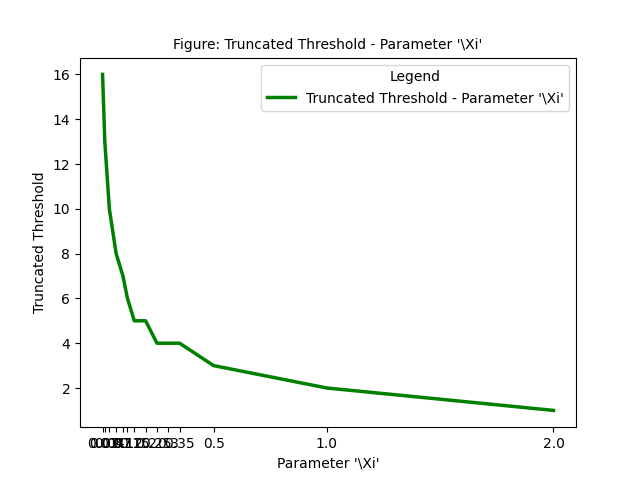 Figure: Truncated Threshold - Parameter '\Xi'
Legend
Truncated Threshold - Parameter '\Xi'
16
14
12
10
8
6
4
2
Truncated Threshold
0.5
1.0
2.0
Parameter '\Xi'